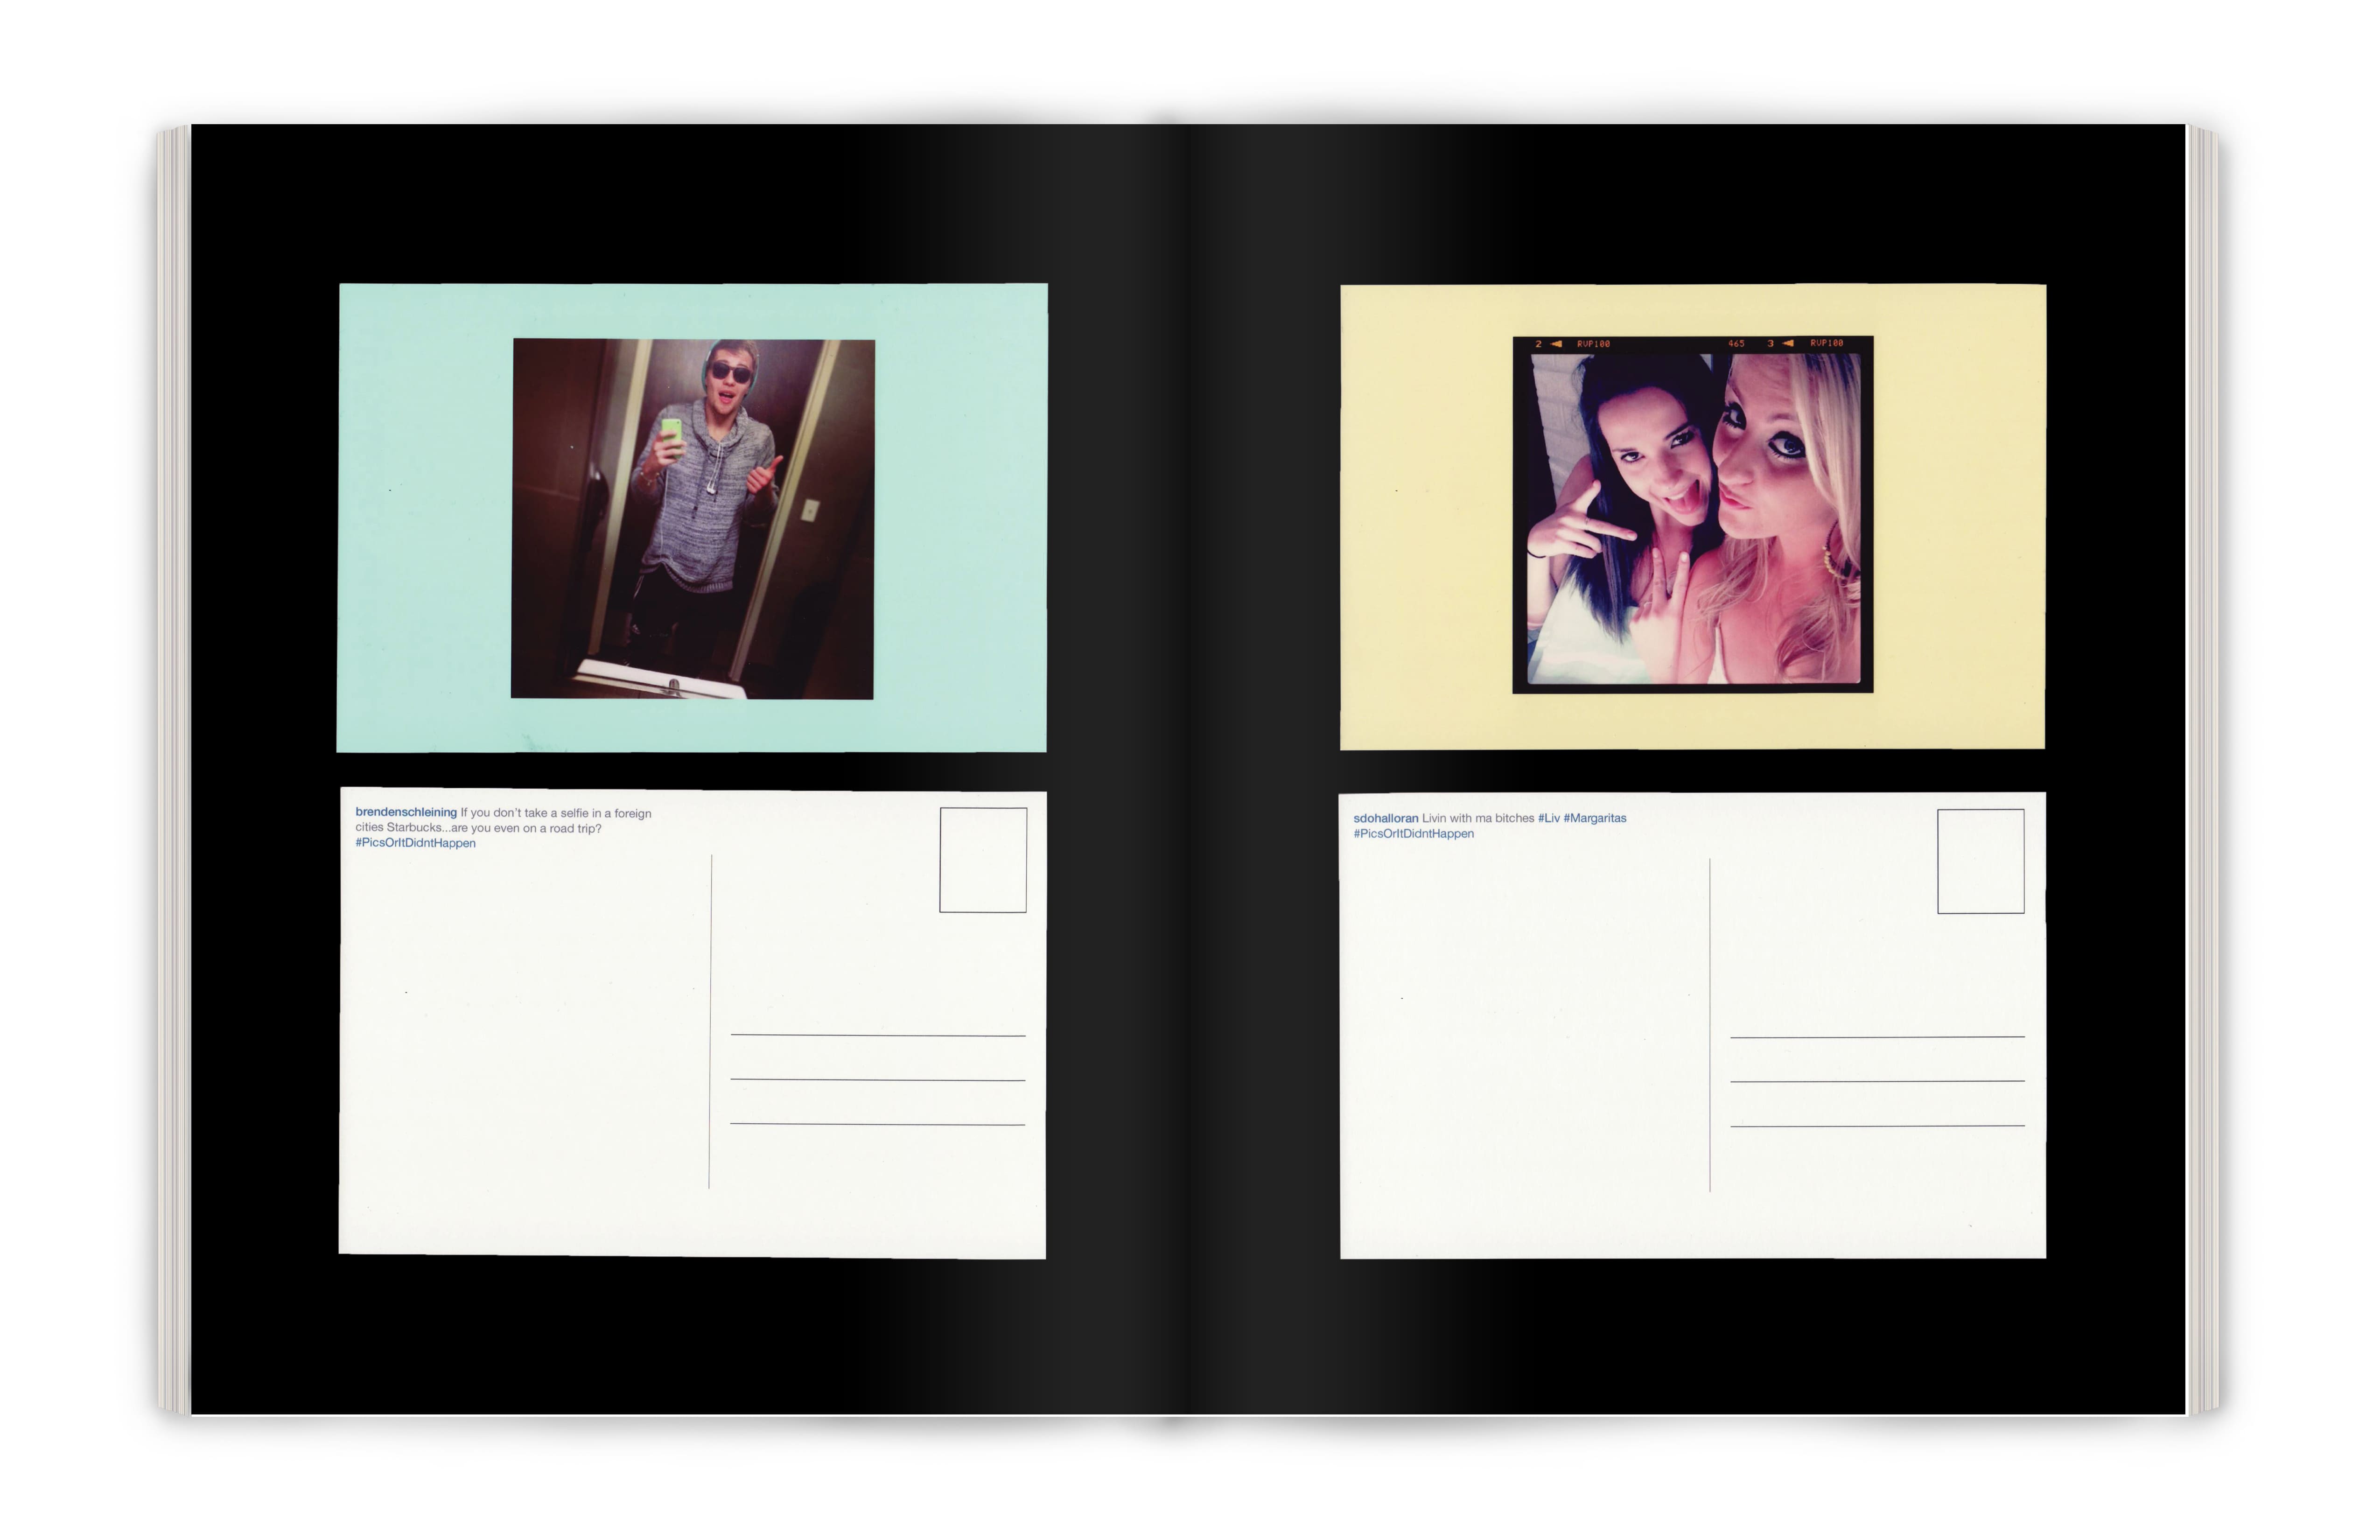 brendenschleining If you don't take a selfie in a foreign
cities Starbucks...are you even on a road trip?
#PicsOrItDidntHappen
2 ◄ RVP100 465 3 ◄ RVP100
sdohalloran Livin with ma bitches #Liv #Margaritas
#PicsOrItDidntHappen